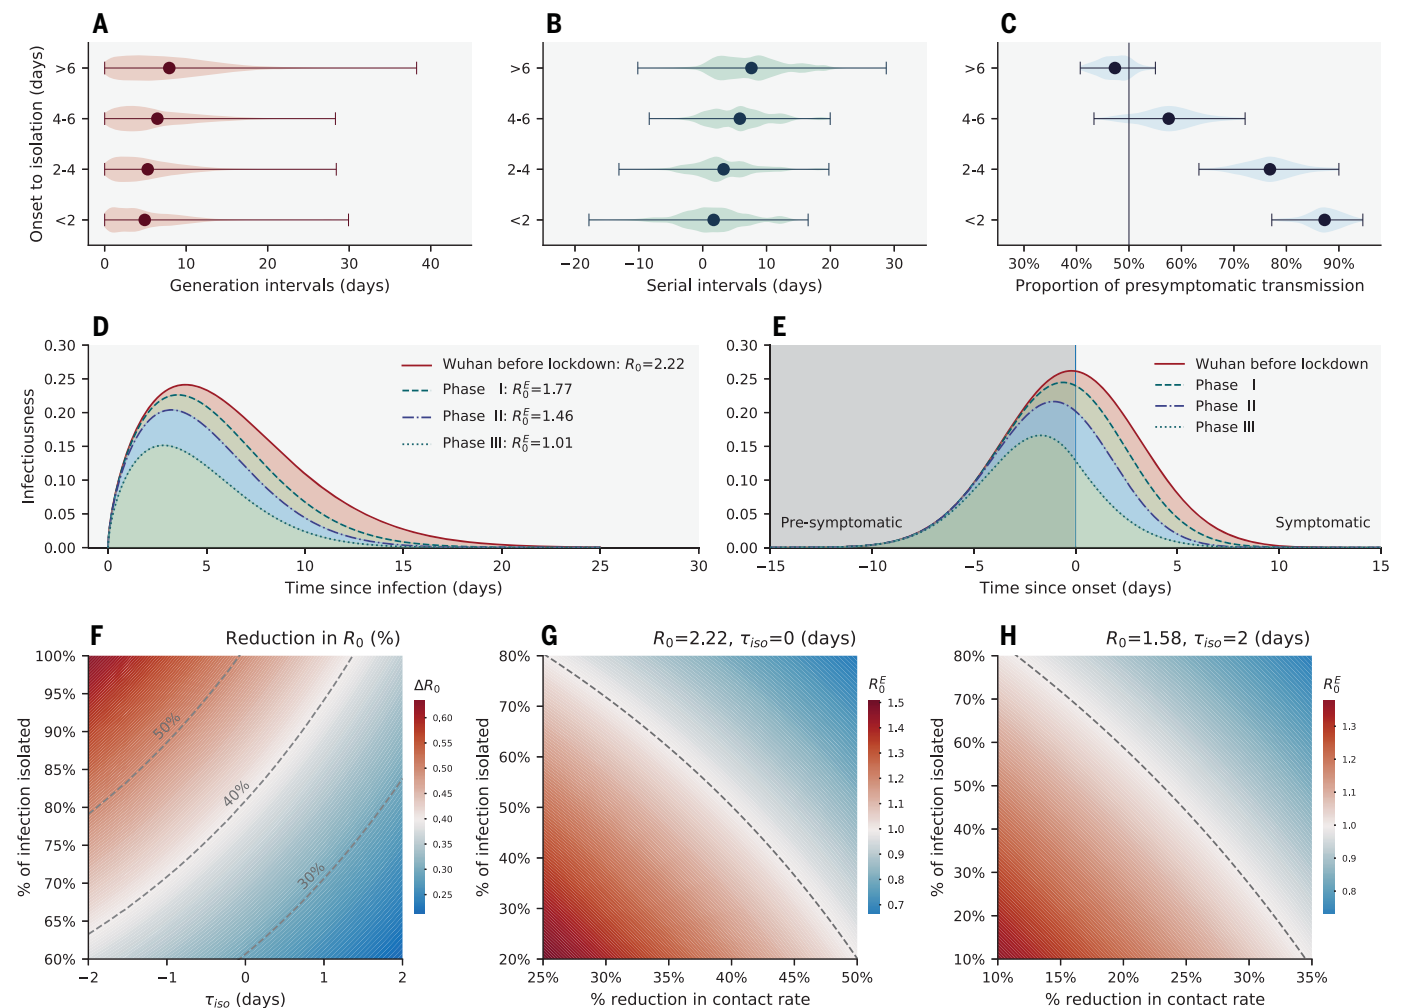 A
Onset to isolation (days)
>6
4-6
2-4
<2
0 10 20 30 40
Generation intervals (days)
B
>6
4-6
2-4
<2
−20 −10 0 10 20 30
Serial intervals (days)
C
>6
4-6
2-4
<2
30% 40% 50% 60% 70% 80% 90%
Proportion of presymptomatic transmission
D
Infectiousness
0.30
0.25
0.20
0.15
0.10
0.05
0.00
Wuhan before lockdown: R₀=2.22
Phase I: R₀ᴱ=1.77
Phase II: R₀ᴱ=1.46
Phase III: R₀ᴱ=1.01
0 5 10 15 20 25 30
Time since infection (days)
E
0.30
0.25
0.20
0.15
0.10
0.05
0.00
Wuhan before lockdown
Phase I
Phase II
Phase III
Pre-symptomatic
Symptomatic
−15 −10 −5 0 5 10 15
Time since onset (days)
F
Reduction in R₀ (%)
% of infection isolated
100%
95%
90%
85%
80%
75%
70%
65%
60%
50%
40%
30%
−2 −1 0 1 2
τiso (days)
ΔR₀
0.60
0.55
0.50
0.45
0.40
0.35
0.30
0.25
G
R₀=2.22, τiso=0 (days)
% of infection isolated
80%
70%
60%
50%
40%
30%
20%
25% 30% 35% 40% 45% 50%
% reduction in contact rate
R₀ᴱ
1.5
1.4
1.3
1.2
1.1
1.0
0.9
0.8
0.7
H
R₀=1.58, τiso=2 (days)
% of infection isolated
80%
70%
60%
50%
40%
30%
20%
10%
10% 15% 20% 25% 30% 35%
% reduction in contact rate
R₀ᴱ
1.3
1.2
1.1
1.0
0.9
0.8